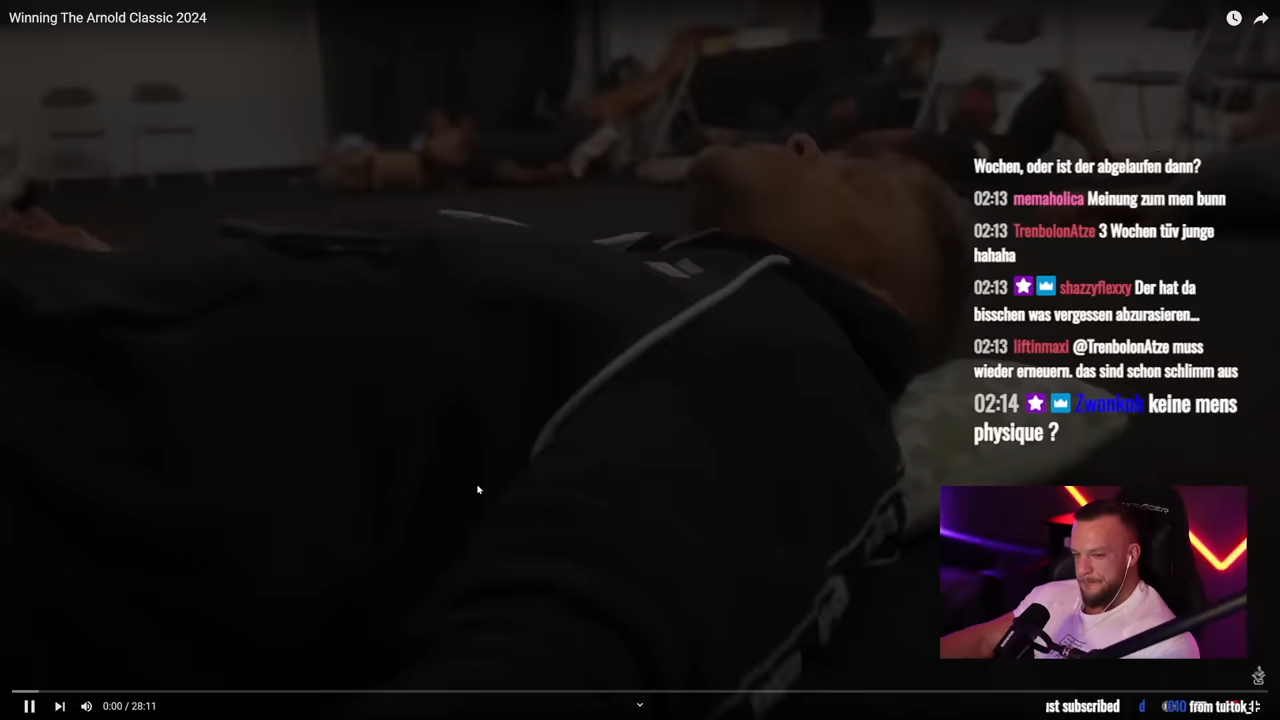 Winning The Arnold Classic 2024
Wochen, oder ist der abgelaufen dann?
02:13 memaholica Meinung zum men bunn
02:13 TrenbolonAtze 3 Wochen tüv junge
hahaha
02:13 shazzyflexxy Der hat da
bisschen was vergessen abzurasieren...
02:13 liftinmaxi @TrenbolonAtze muss
wieder erneuern. das sind schon schlimm aus
02:14 Zwonkah keine mens
physique ?
0:00 / 28:11
ust subscribed
from turtok